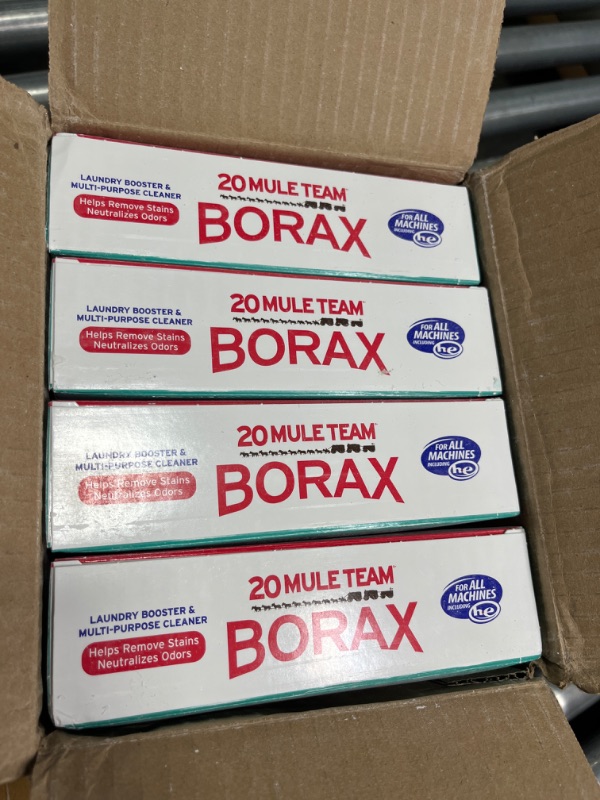 LAUNDRY BOOSTER &
MULTI-PURPOSE CLEANER
Helps Remove Stains
Neutralizes Odors
20 MULE TEAM
BORAX
FOR ALL
MACHINES
INCLUDING
he
LAUNDRY BOOSTER &
MULTI-PURPOSE CLEANER
Helps Remove Stains
Neutralizes Odors
20 MULE TEAM
BORAX
FOR ALL
MACHINES
INCLUDING
he
LAUNDRY BOOSTER &
MULTI-PURPOSE CLEANER
Helps Remove Stains
Neutralizes Odors
20 MULE TEAM
BORAX
FOR ALL
MACHINES
INCLUDING
he
LAUNDRY BOOSTER &
MULTI-PURPOSE CLEANER
Helps Remove Stains
Neutralizes Odors
20 MULE TEAM
BORAX
FOR ALL
MACHINES
INCLUDING
he